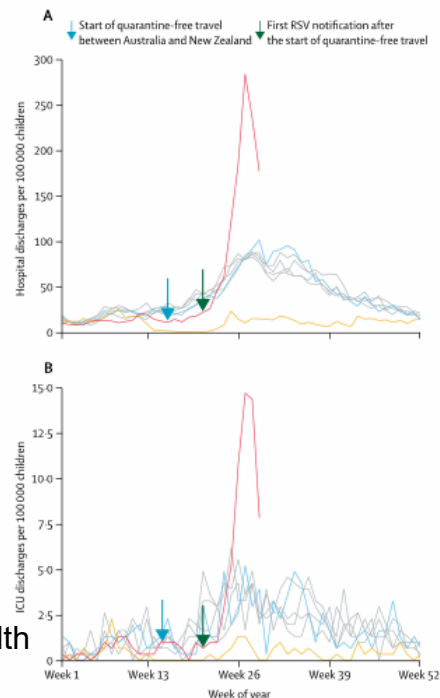 A
Start of quarantine-free travel
between Australia and New Zealand
First RSV notification after
the start of quarantine-free travel
300
250
200
150
100
50
0
Hospital discharges per 100 000 children
B
15·0
12·5
10·0
7·5
5·0
2·5
0
ICU discharges per 100 000 children
lth
Week 1
Week 13
Week 26
Week 39
Week 52
Week of year